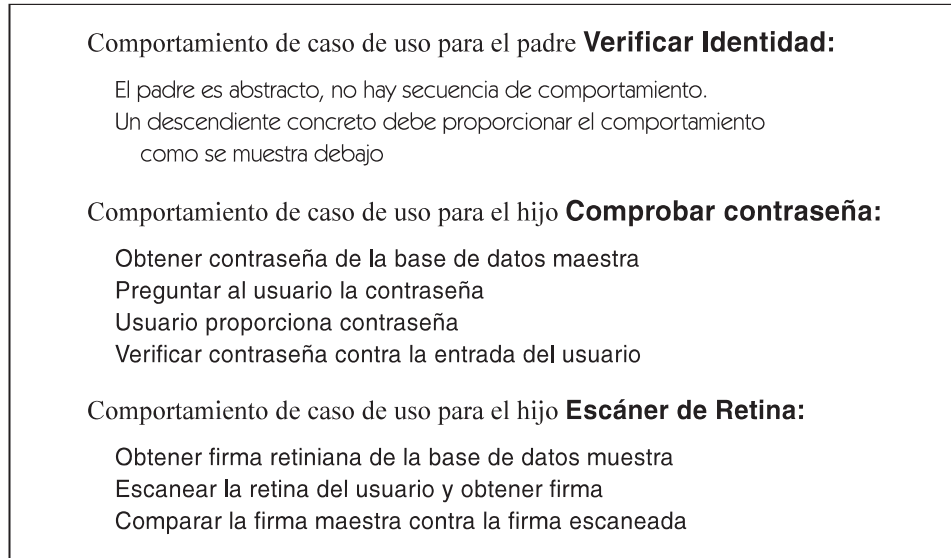 Comportamiento de caso de uso para el padre Verificar Identidad:
El padre es abstracto, no hay secuencia de comportamiento.
Un descendiente concreto debe proporcionar el comportamiento
como se muestra debajo
Comportamiento de caso de uso para el hijo Comprobar contraseña:
Obtener contraseña de la base de datos maestra
Preguntar al usuario la contraseña
Usuario proporciona contraseña
Verificar contraseña contra la entrada del usuario
Comportamiento de caso de uso para el hijo Escáner de Retina:
Obtener firma retiniana de la base de datos muestra
Escanear la retina del usuario y obtener firma
Comparar la firma maestra contra la firma escaneada